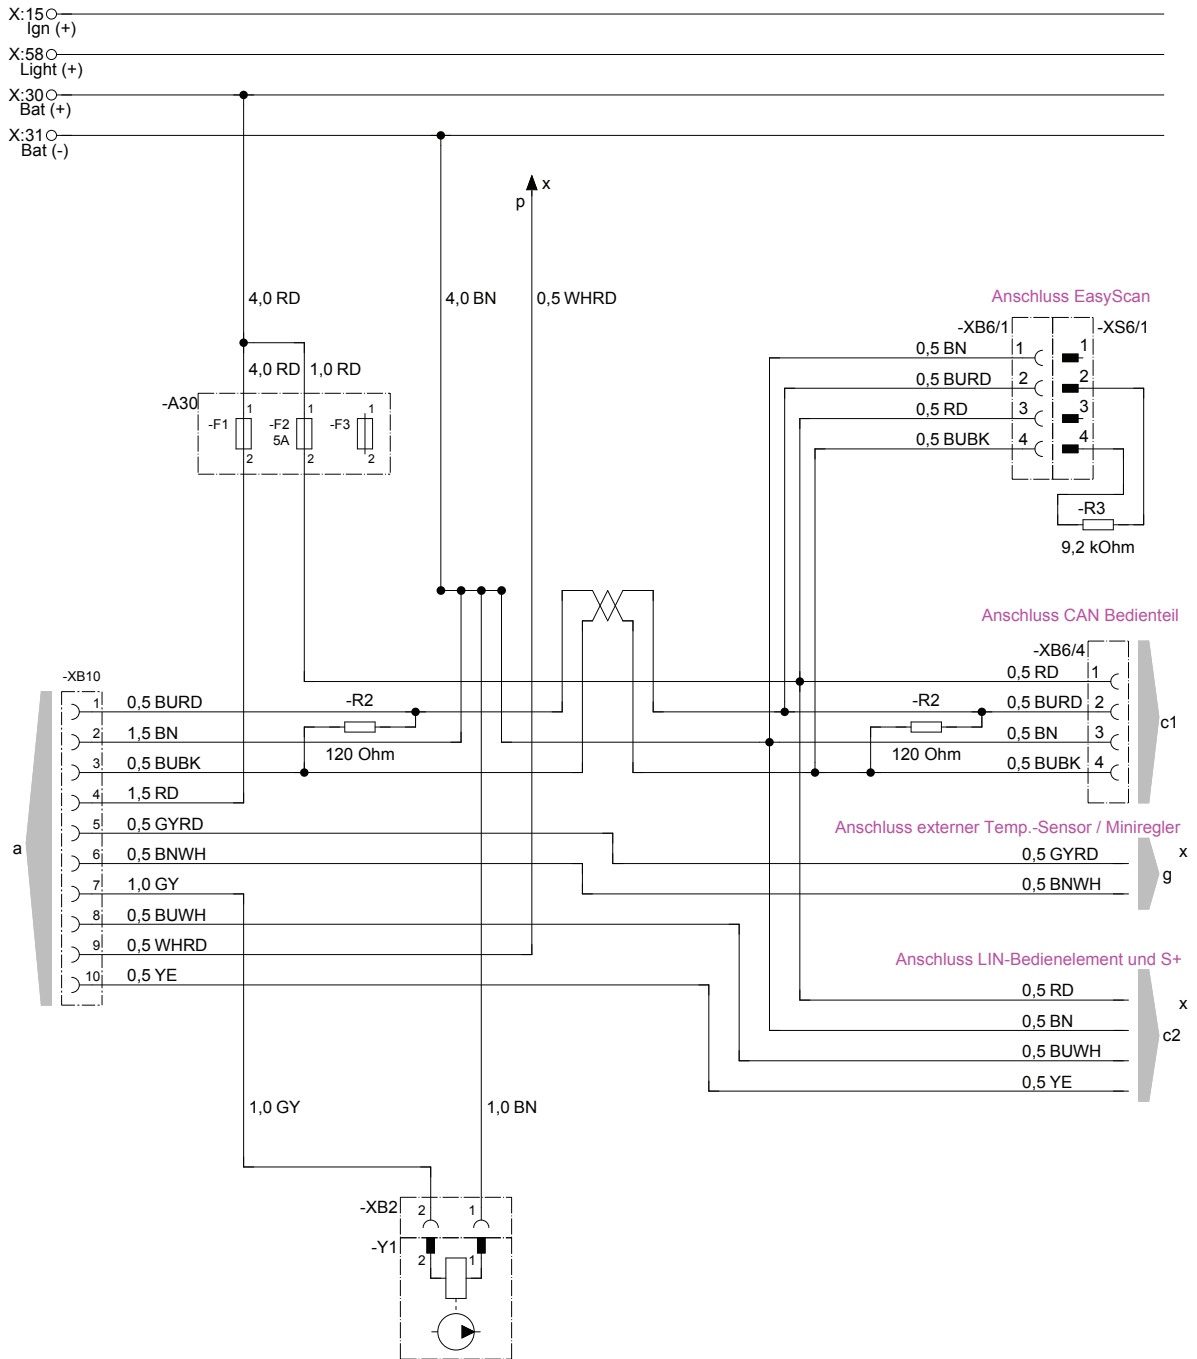 X:15
Ign (+)
X:58
Light (+)
X:30
Bat (+)
X:31
Bat (-)
x
p
4,0 RD
4,0 BN
0,5 WHRD
Anschluss EasyScan
-XB6/1
-XS6/1
0,5 BN 1 1
0,5 BURD 2 2
0,5 RD 3 3
0,5 BUBK 4 4
4,0 RD
1,0 RD
-A30
1 1 1
-F1 -F2 -F3
5A
2 2 2
-R3
9,2 kOhm
Anschluss CAN Bedienteil
-XB6/4
-XB10
0,5 RD 1
1 0,5 BURD
-R2
-R2
0,5 BURD 2
2 1,5 BN
120 Ohm
120 Ohm
0,5 BN 3
3 0,5 BUBK
0,5 BUBK 4
c1
4 1,5 RD
5 0,5 GYRD
Anschluss externer Temp.-Sensor / Miniregler
a
6 0,5 BNWH
0,5 GYRD
x
7 1,0 GY
0,5 BNWH
g
8 0,5 BUWH
9 0,5 WHRD
10 0,5 YE
Anschluss LIN-Bedienelement und S+
0,5 RD
x
0,5 BN
c2
0,5 BUWH
0,5 YE
1,0 GY
1,0 BN
-XB2
2 1
-Y1
2 1